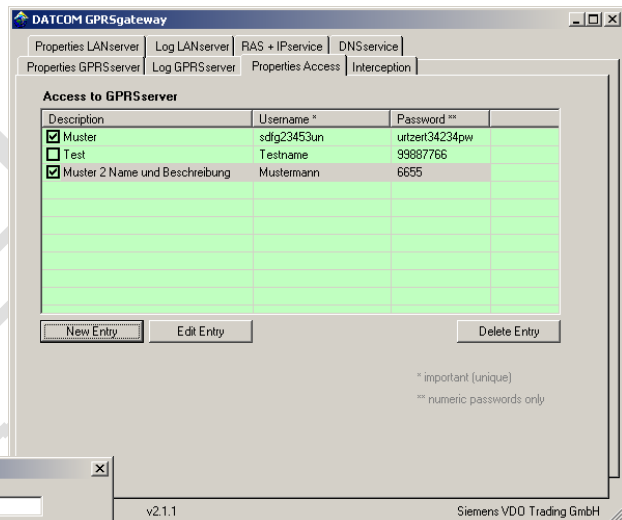 DATCOM GPRSgateway
Properties LANserver Log LANserver RAS + IPservice DNSservice
Properties GPRSserver Log GPRSserver Properties Access Interception
Access to GPRSserver
Description Username * Password **
Muster sdfg23453un urtzert34234pw
Test Testname 99887766
Muster 2 Name und Beschreibung Mustermann 6655
New Entry Edit Entry Delete Entry
* important (unique)
** numeric passwords only
v2.1.1 Siemens VDO Trading GmbH